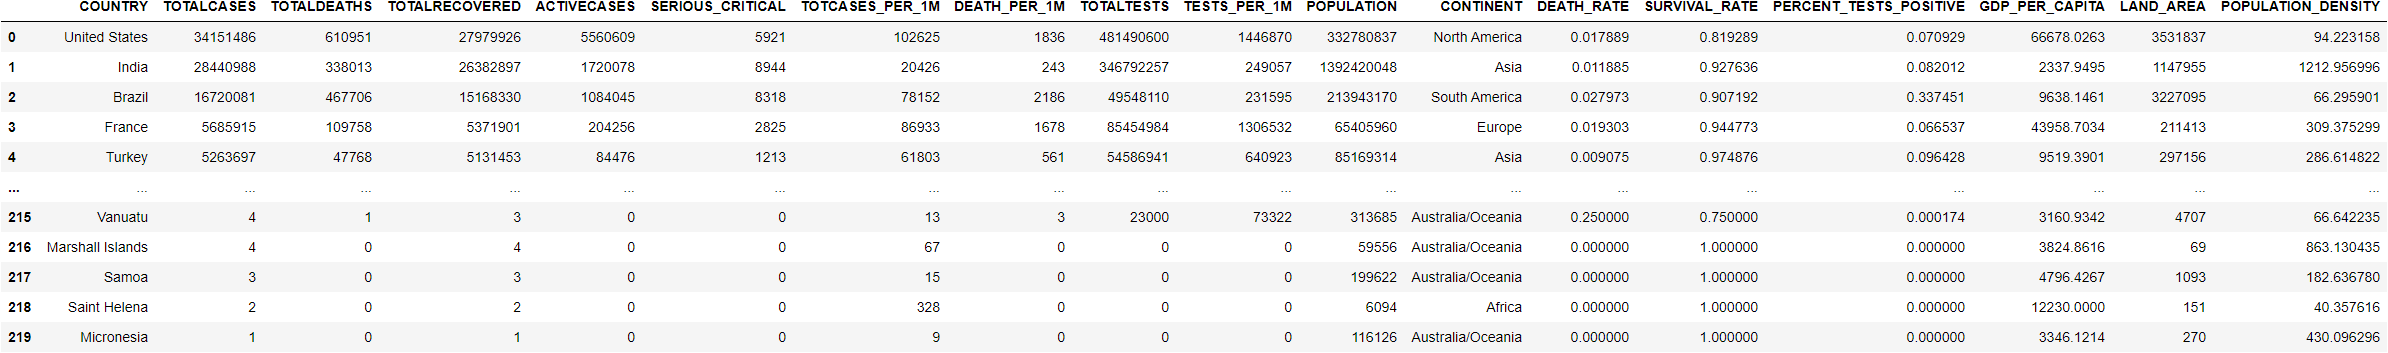 COUNTRY TOTALCASES TOTALDEATHS TOTALRECOVERED ACTIVECASES SERIOUS_CRITICAL TOTCASES_PER_1M DEATH_PER_1M TOTALTESTS TESTS_PER_1M POPULATION CONTINENT DEATH_RATE SURVIVAL_RATE PERCENT_TESTS_POSITIVE GDP_PER_CAPITA LAND_AREA POPULATION_DENSITY
0 United States 34151486 610951 27979926 5560609 5921 102625 1836 481490600 1446870 332780837 North America 0.017889 0.819289 0.070929 66678.0263 3531837 94.223158
1 India 28440988 338013 26382897 1720078 8944 20426 243 346792257 249057 1392420048 Asia 0.011885 0.927636 0.082012 2337.9495 1147955 1212.956996
2 Brazil 16720081 467706 15168330 1084045 8318 78152 2186 49548110 231595 213943170 South America 0.027973 0.907192 0.337451 9638.1461 3227095 66.295901
3 France 5685915 109758 5371901 204256 2825 86933 1678 85454984 1306532 65405960 Europe 0.019303 0.944773 0.066537 43958.7034 211413 309.375299
4 Turkey 5263697 47768 5131453 84476 1213 61803 561 54586941 640923 85169314 Asia 0.009075 0.974876 0.096428 9519.3901 297156 286.614822
... ... ... ... ... ... ... ... ... ... ... ... ... ... ... ... ... ... ...
215 Vanuatu 4 1 3 0 0 13 3 23000 73322 313685 Australia/Oceania 0.250000 0.750000 0.000174 3160.9342 4707 66.642235
216 Marshall Islands 4 0 4 0 0 67 0 0 0 59556 Australia/Oceania 0.000000 1.000000 0.000000 3824.8616 69 863.130435
217 Samoa 3 0 3 0 0 15 0 0 0 199622 Australia/Oceania 0.000000 1.000000 0.000000 4796.4267 1093 182.636780
218 Saint Helena 2 0 2 0 0 328 0 0 0 6094 Africa 0.000000 1.000000 0.000000 12230.0000 151 40.357616
219 Micronesia 1 0 1 0 0 9 0 0 0 116126 Australia/Oceania 0.000000 1.000000 0.000000 3346.1214 270 430.096296